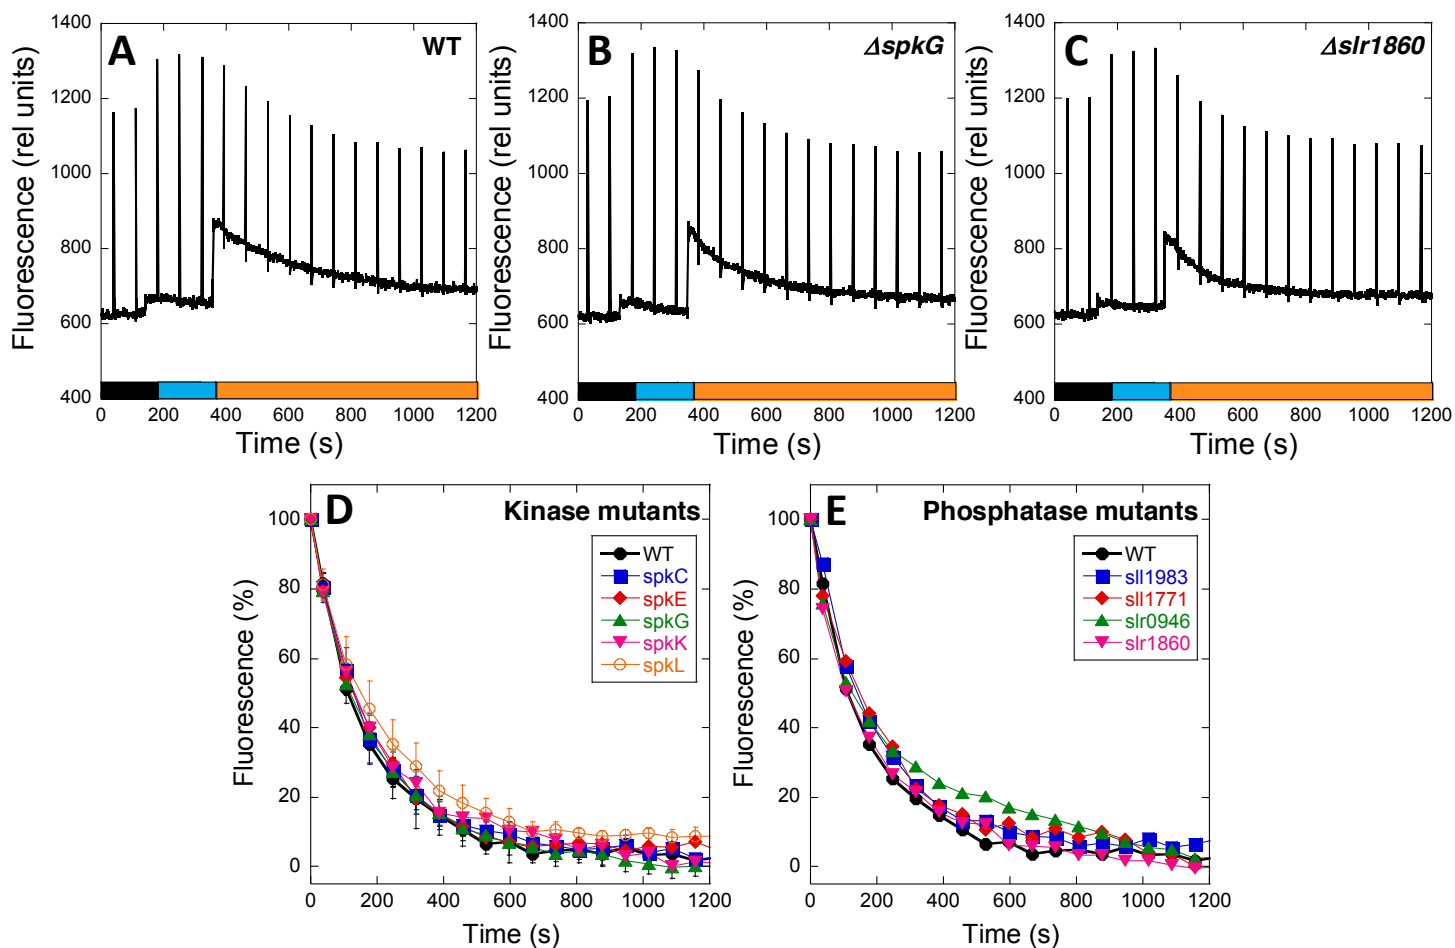 A
WT
Fluorescence (rel units)
1400
1200
1000
800
600
400
0
200
400
600
800
1000
1200
Time (s)
B
ΔspkG
Fluorescence (rel units)
1400
1200
1000
800
600
400
0
200
400
600
800
1000
1200
Time (s)
C
Δslr1860
Fluorescence (rel units)
1400
1200
1000
800
600
400
0
200
400
600
800
1000
1200
Time (s)
D
Kinase mutants
WT
spkC
spkE
spkG
spkK
spkL
Fluorescence (%)
100
80
60
40
20
0
0
200
400
600
800
1000
1200
Time (s)
E
Phosphatase mutants
WT
sll1983
sll1771
slr0946
slr1860
Fluorescence (%)
100
80
60
40
20
0
0
200
400
600
800
1000
1200
Time (s)